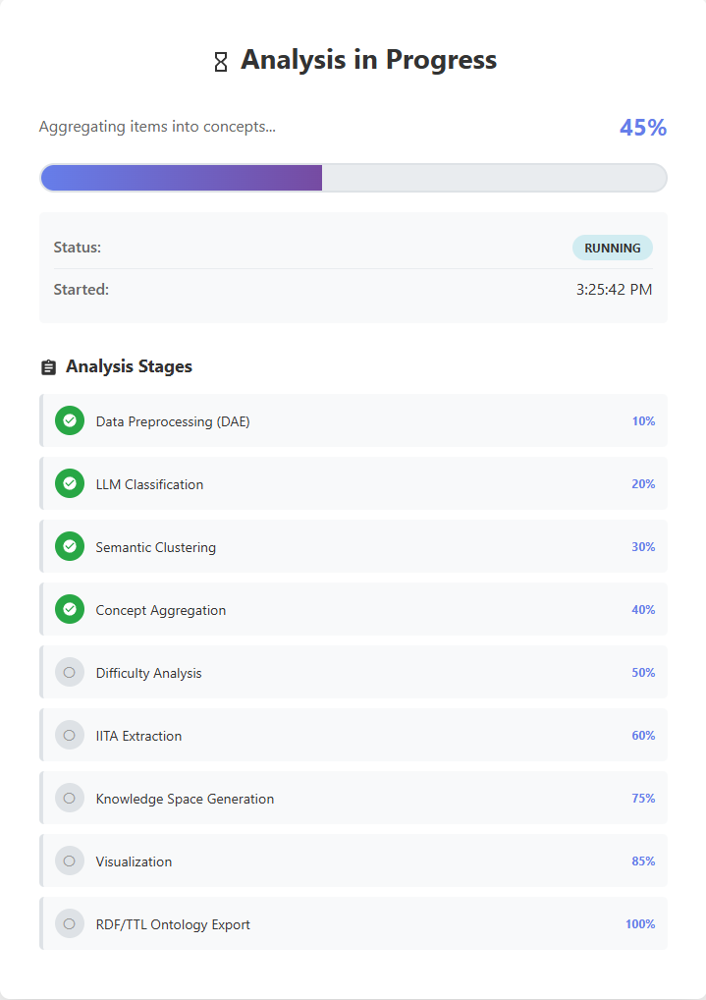 Analysis in Progress
Aggregating items into concepts... 45%
Status: RUNNING
Started: 3:25:42 PM
Analysis Stages
Data Preprocessing (DAE) 10%
LLM Classification 20%
Semantic Clustering 30%
Concept Aggregation 40%
Difficulty Analysis 50%
IITA Extraction 60%
Knowledge Space Generation 75%
Visualization 85%
RDF/TTL Ontology Export 100%